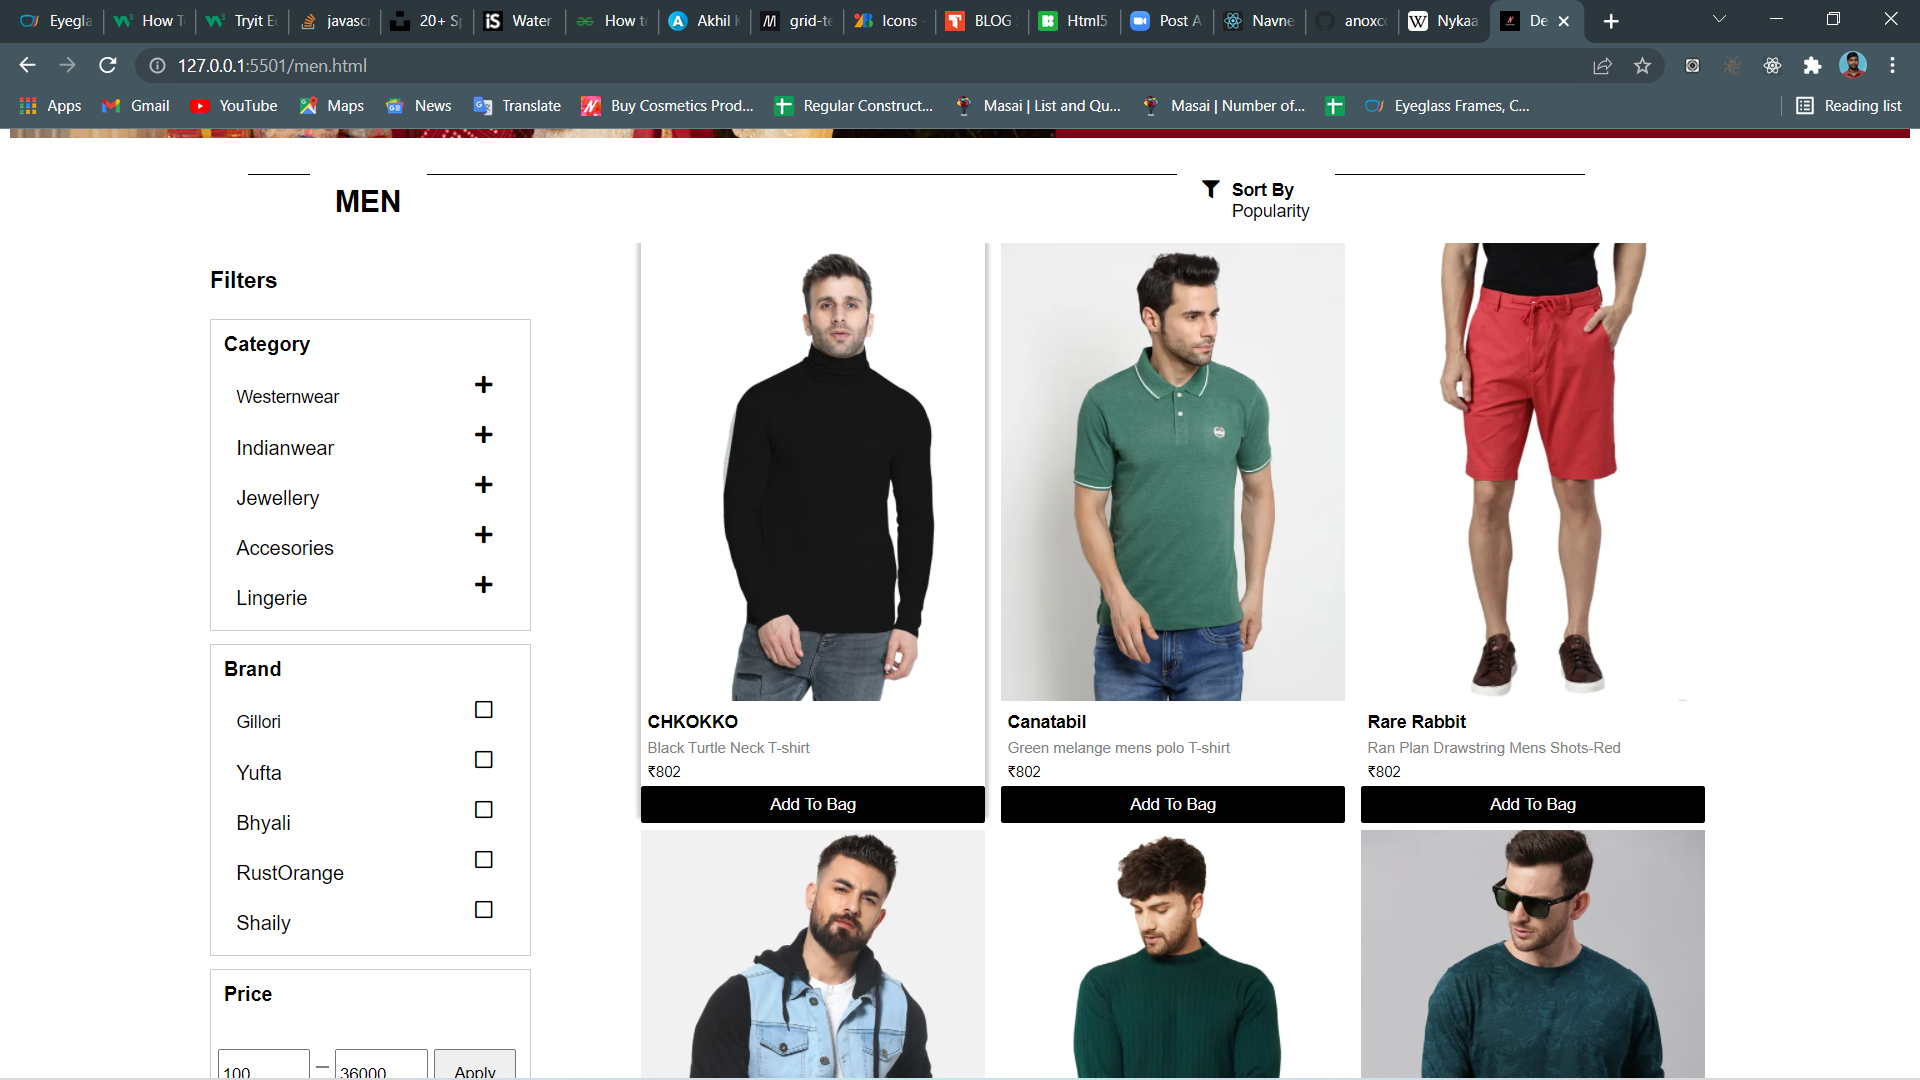 Eyegla
How T
Tryit E
javasc
20+ S
Water
How t
Akhil
grid-te
Icons
BLOG
Html5
Post A
Navne
anoxco
Nykaa
De
127.0.0.1:5501/men.html
Apps
Gmail
YouTube
Maps
News
Translate
Buy Cosmetics Prod...
Regular Construct...
Masai | List and Qu...
Masai | Number of...
Eyeglass Frames, C...
Reading list
MEN
Sort By
Popularity
Filters
Category
Westernwear
Indianwear
Jewellery
Accesories
Lingerie
Brand
Gillori
Yufta
Bhyali
RustOrange
Shaily
Price
100
36000
Apply
CHKOKKO
Black Turtle Neck T-shirt
₹802
Add To Bag
Canatabil
Green melange mens polo T-shirt
₹802
Add To Bag
Rare Rabbit
Ran Plan Drawstring Mens Shots-Red
₹802
Add To Bag